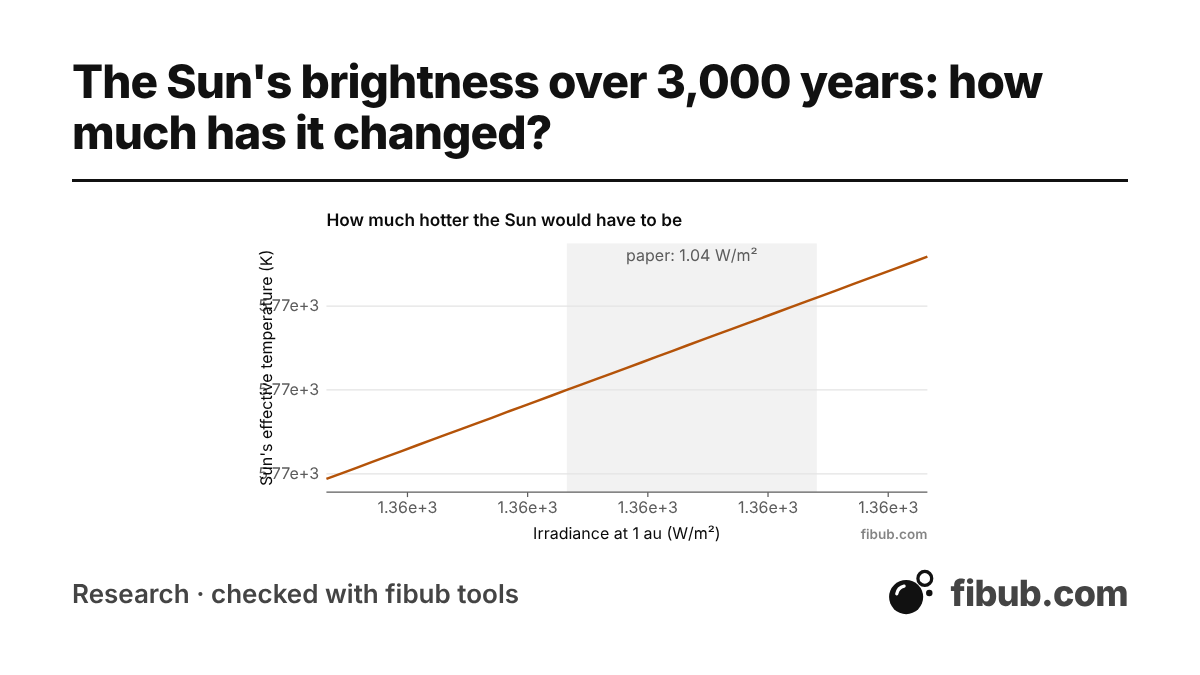 The Sun's brightness over 3,000 years: how
much has it changed?
How much hotter the Sun would have to be
paper: 1.04 W/m²
Sun's effective temperature (K)
5.77e+3
5.77e+3
5.77e+3
1.36e+3 1.36e+3 1.36e+3 1.36e+3 1.36e+3
Irradiance at 1 au (W/m²)
fibub.com
Research · checked with fibub tools
fibub.com